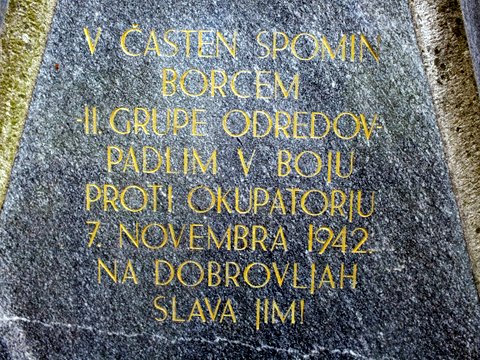 V ČASTEN SPOMIN
BORCEM
·II. GRUPE ODREDOV·
PADLIM V BOJU
PROTI OKUPATORJU
7. NOVEMBRA 1942.
NA DOBROVLJAH
SLAVA JIM!